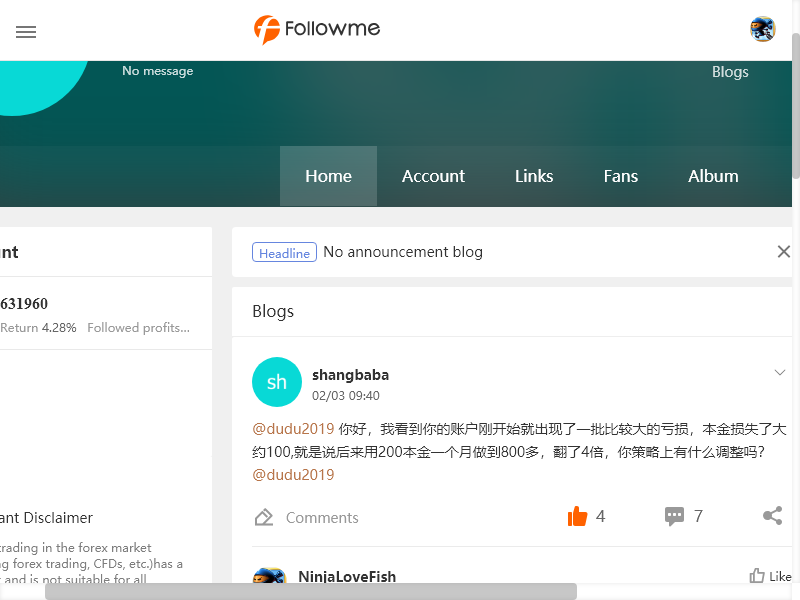 Followme
No message
Blogs
Home
Account
Links
Fans
Album
nt
631960
Return 4.28% Followed profits...
ant Disclaimer
trading in the forex market
g forex trading, CFDs, etc.)has a
and is not suitable for all
Headline No announcement blog
Blogs
sh
shangbaba
02/03 09:40
@dudu2019 你好，我看到你的账户刚开始就出现了一批比较大的亏损，本金损失了大
约100,就是说后来用200本金一个月做到800多，翻了4倍，你策略上有什么调整吗？
@dudu2019
Comments
4
7
NinjaLoveFish
Like